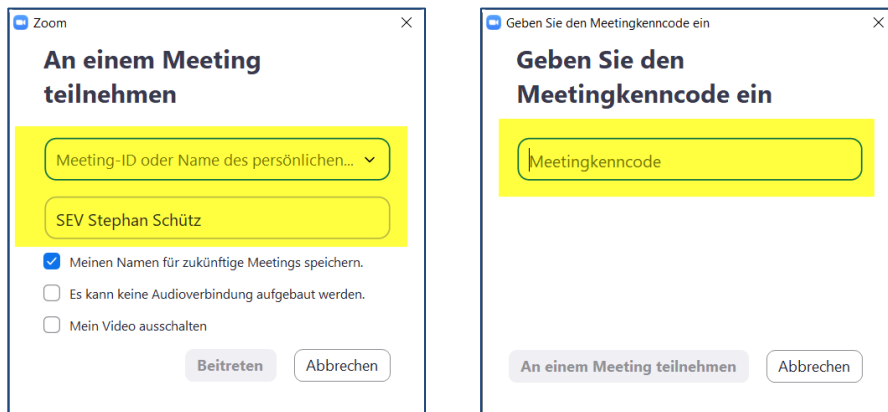 Zoom
An einem Meeting
teilnehmen
Meeting-ID oder Name des persönlichen...
SEV Stephan Schütz
Meinen Namen für zukünftige Meetings speichern.
Es kann keine Audioverbindung aufgebaut werden.
Mein Video ausschalten
Beitreten
Abbrechen
Geben Sie den Meetingkenncode ein
Geben Sie den
Meetingkenncode ein
Meetingkenncode
An einem Meeting teilnehmen
Abbrechen